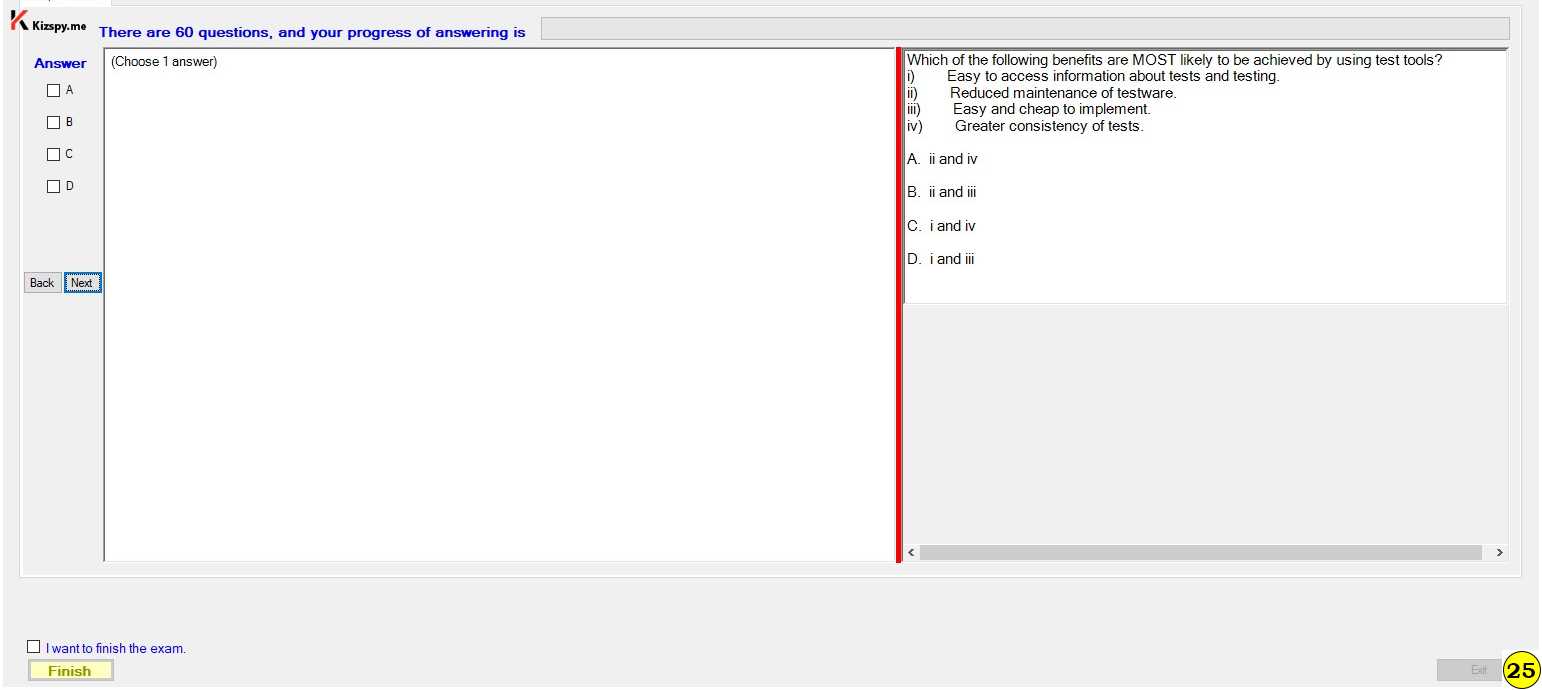 Kizspy.me
There are 60 questions, and your progress of answering is
Answer
A
B
C
D
Back
Next
(Choose 1 answer)
Which of the following benefits are MOST likely to be achieved by using test tools?
i) Easy to access information about tests and testing.
ii) Reduced maintenance of testware.
iii) Easy and cheap to implement.
iv) Greater consistency of tests.
A. ii and iv
B. ii and iii
C. i and iv
D. i and iii
I want to finish the exam.
Finish
Exit
25